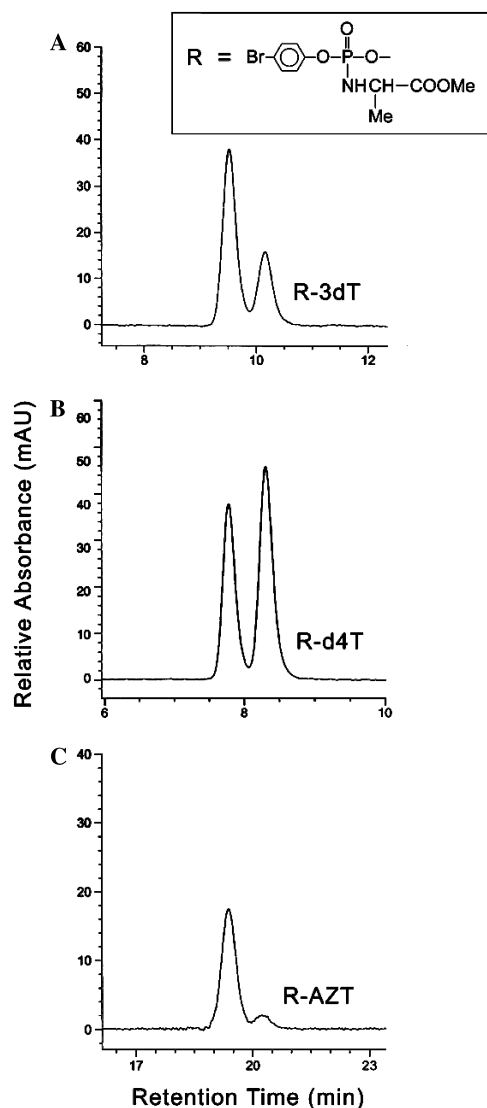 A
60
50
40
30
20
10
0
R = Br-O-P-O-
O
NHCH-COOMe
Me
R-3dT
8
10
12
B
60
50
40
30
20
10
0
R-d4T
6
8
10
Relative Absorbance (mAU)
C
40
30
20
10
0
R-AZT
17
20
23
Retention Time (min)